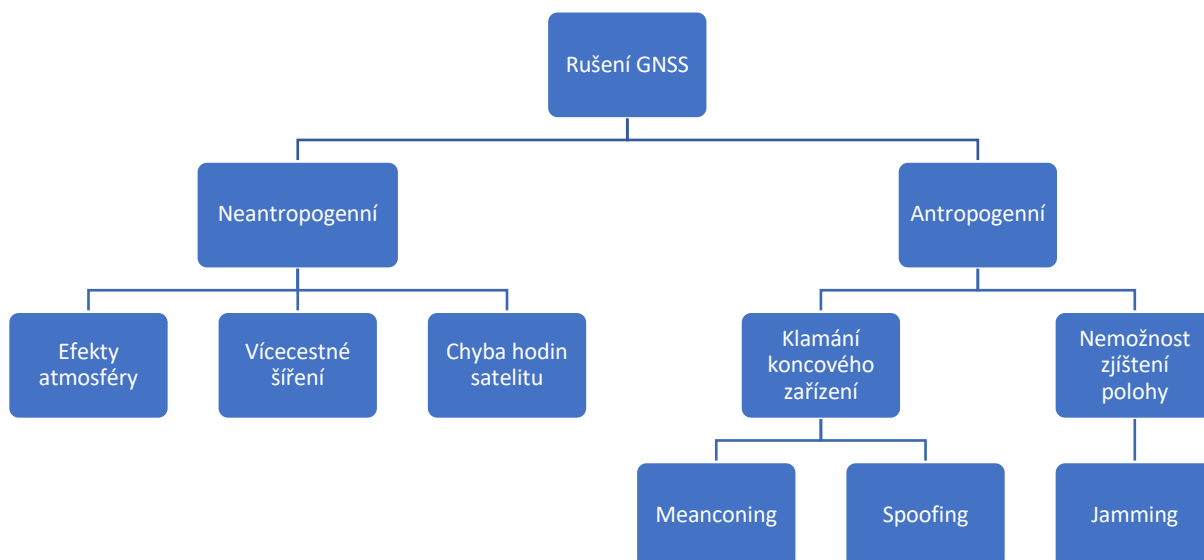 Rušení GNSS
Neantropogenní
Antropogenní
Efekty
atmosféry
Vícecestné
šíření
Chyba hodin
satelitu
Klamání
koncového
zařízení
Nemožnost
zjíštení
polohy
Meanconing
Spoofing
Jamming